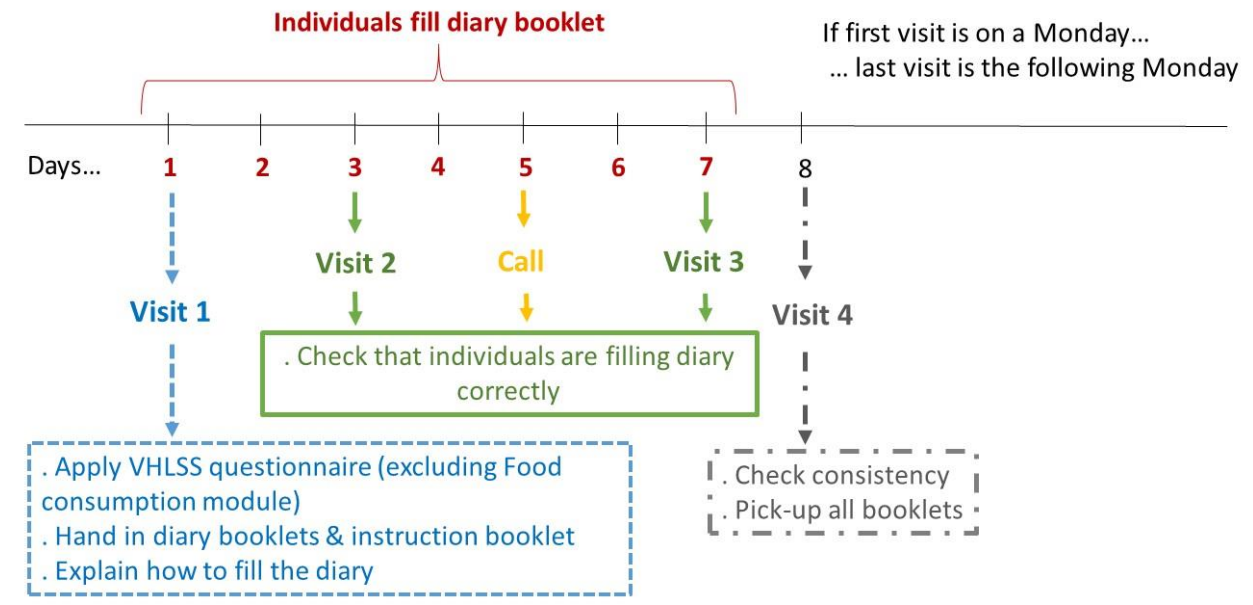 Individuals fill diary booklet
If first visit is on a Monday...
... last visit is the following Monday
Days... 1 2 3 4 5 6 7 8
Visit 2 Call Visit 3
Visit 1
Visit 4
. Check that individuals are filling diary
correctly
. Apply VHLSS questionnaire (excluding Food
consumption module)
. Hand in diary booklets & instruction booklet
. Explain how to fill the diary
. Check consistency
. Pick-up all booklets